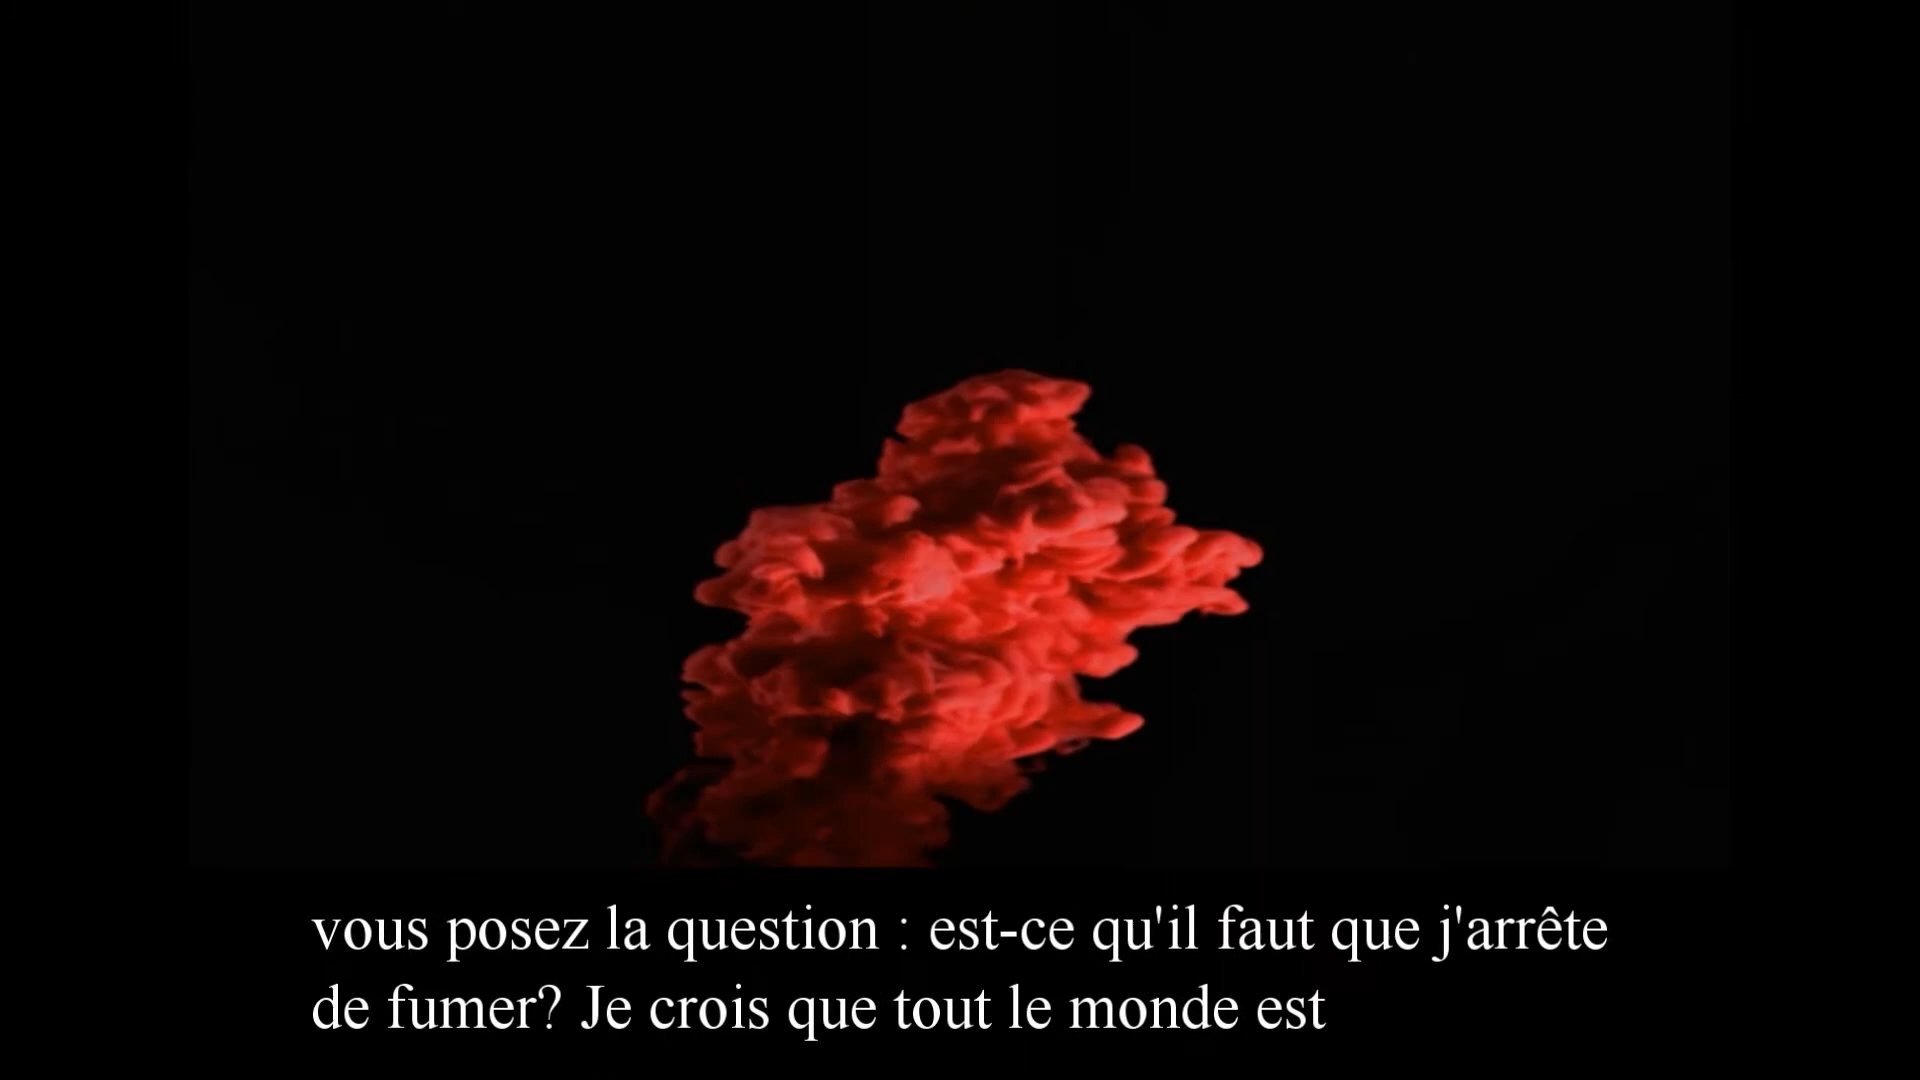 vous posez la question : est-ce qu'il faut que j'arrête
de fumer? Je crois que tout le monde est